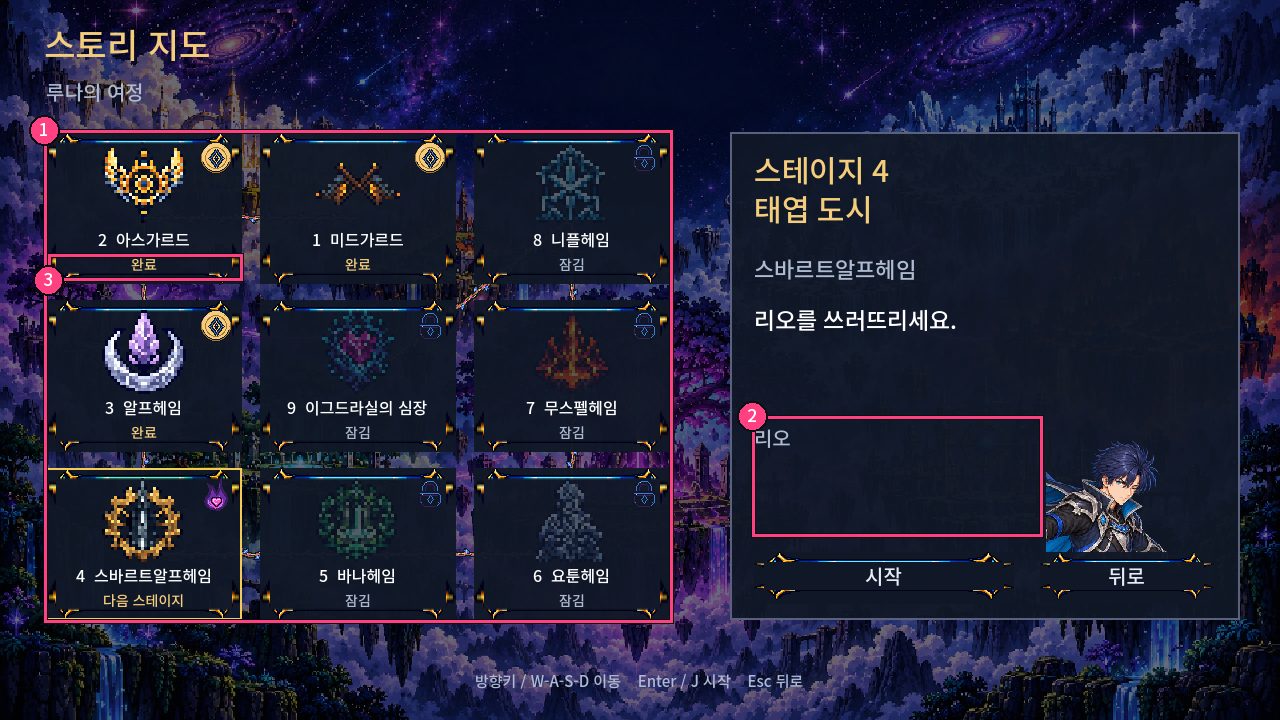 스토리 지도
루나의 여정
1
2 아스가르드
완료
1 미드가르드
완료
8 니플헤임
잠김
3
3 알프헤임
완료
9 이그드라실의 심장
잠김
7 무스펠헤임
잠김
4 스바르트알프헤임
다음 스테이지
5 바나헤임
잠김
6 요툰헤임
잠김
스테이지 4
태엽 도시
스바르트알프헤임
리오를 쓰러뜨리세요.
2
리오
시작
뒤로
방향키 / W-A-S-D 이동 Enter / J 시작 Esc 뒤로